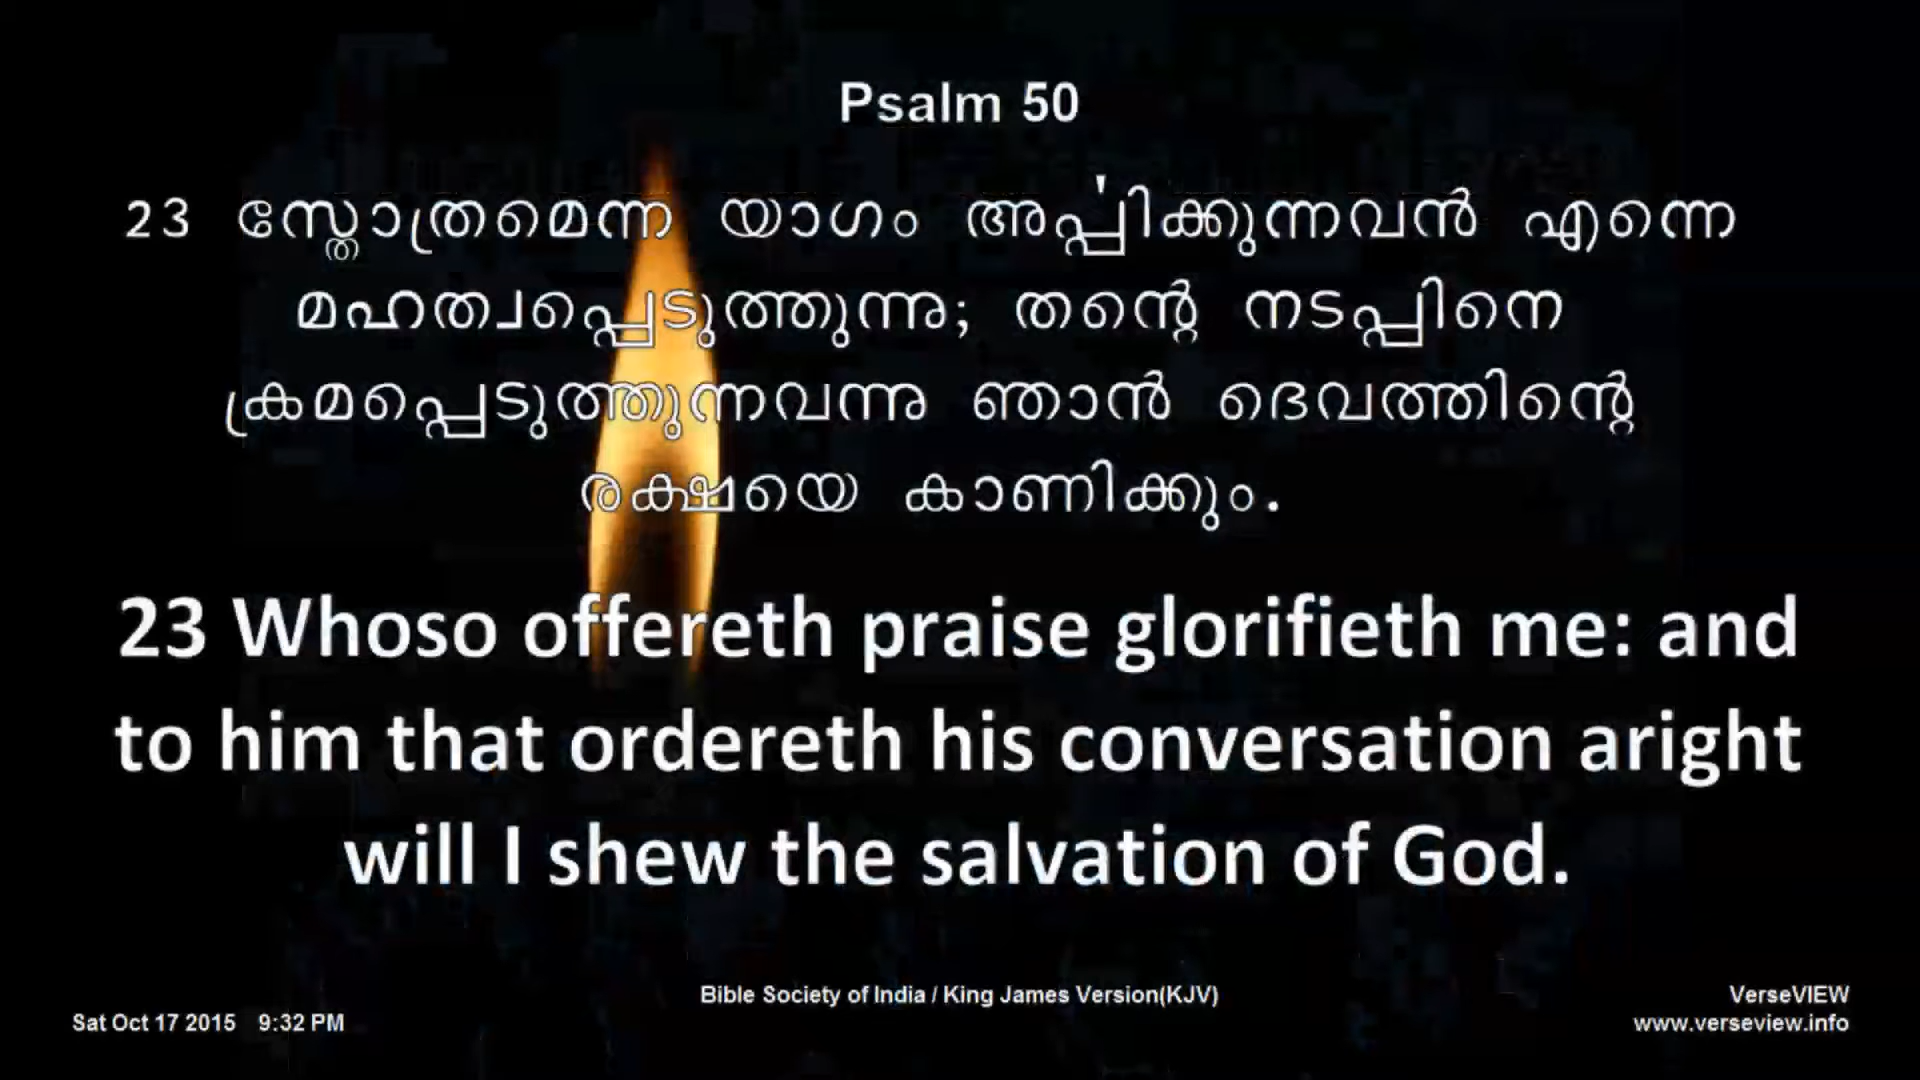 Psalm 50
23 സ്തോത്രമെന്ന യാഗം അൎപ്പിക്കുന്നവൻ എന്നെ
മഹത്വപ്പെടുത്തുന്നു; തന്റെ നടപ്പിനെ
ക്രമപ്പെടുത്തുന്നവന്നു ഞാൻ ദെവത്തിന്റെ
രക്ഷയെ കാണിക്കും.
23 Whoso offereth praise glorifieth me: and
to him that ordereth his conversation aright
will I shew the salvation of God.
Bible Society of India / King James Version(KJV)
VerseVIEW
Sat Oct 17 2015 9:32 PM
www.verseview.info